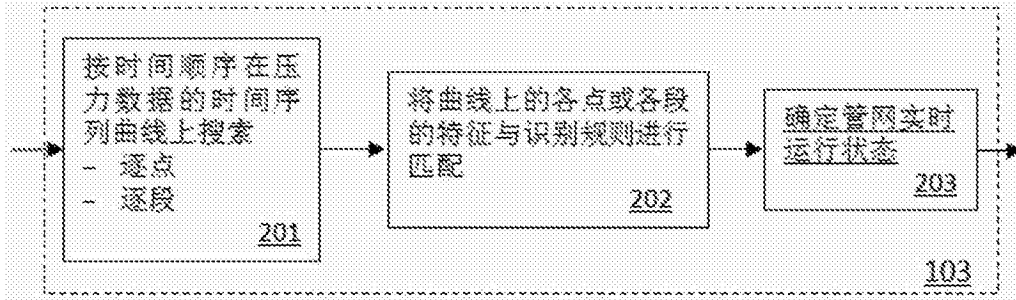 按时间顺序在压
力数据的时间序
列曲线上搜索
– 逐点
– 逐段
201
将曲线上的各点或各段
的特征与识别规则进行
匹配
202
确定管网实时
运行状态
203
103